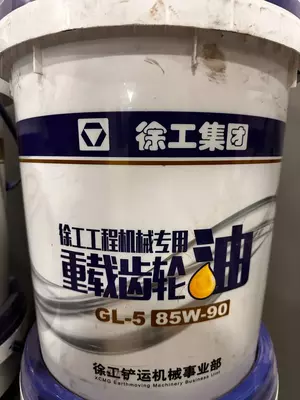 徐工集团
徐工工程机械专用
重载齿轮油
GL-5 85W-90
徐工铲运机械事业部
XCMG Earthmoving Machinery Business Unit